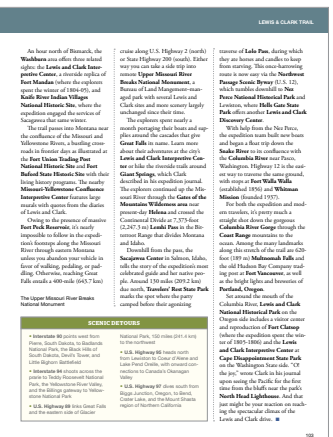 LEWIS & CLARK TRAIL
An hour north of Bismarck, the
Washburn area offers three related
sights: the Lewis and Clark Inter-
pretive Center, a riverside replica of
Fort Mandan (where the explorers
spent the winter of 1804-05), and
Knife River Indian Villages
National Historic Site, where the
expedition engaged the services of
Sacagawea that same winter.
The trail passes into Montana near
the confluence of the Missouri and
Yellowstone Rivers, a bustling cross-
roads in frontier days as illustrated at
the Fort Union Trading Post
National Historic Site and Fort
Buford State Historic Site with their
living history programs. The nearby
Missouri-Yellowstone Confluence
Interpretive Center features large
murals with quotes from the diaries
of Lewis and Clark.
Owing to the presence of massive
Fort Peck Reservoir, it's nearly
impossible to follow in the expedi-
tion's footsteps along the Missouri
River through eastern Montana
unless you abandon your vehicle in
favor of walking, pedaling, or pad-
dling. Otherwise, reaching Great
Falls entails a 400-mile (643.7 km)
The Upper Missouri River Breaks
National Monument
cruise along U.S. Highway 2 (north)
or State Highway 200 (south). Either
way you can take a side trip into
remote Upper Missouri River
Breaks National Monument, a
Bureau of Land Management–man-
aged park with several Lewis and
Clark sites and more scenery largely
unchanged since their time.
The explorers spent nearly a
month portaging their boats and sup-
plies around the cascades that give
Great Falls its name. Learn more
about their adventures at the city's
Lewis and Clark Interpretive Cen-
ter or hike the riverside trails around
Giant Springs, which Clark
described in his expedition journal.
The explorers continued up the Mis-
souri River through the Gates of the
Mountains Wilderness area near
present-day Helena and crossed the
Continental Divide at 7,373-foot
(2,247.3 m) Lemhi Pass in the Bit-
terroot Range that divides Montana
and Idaho.
Downhill from the pass, the
Sacajawea Center in Salmon, Idaho,
tells the story of the expedition's most
celebrated guide and her native peo-
ple. Around 130 miles (209.2 km)
due north, Travelers' Rest State Park
marks the spot where the party
camped before their agonizing
traverse of Lolo Pass, during which
they ate horses and candles to keep
from starving. This once-harrowing
route is now easy via the Northwest
Passage Scenic Byway (U.S. 12),
which tumbles down to Nez
Perce National Historical Park and
Lewiston, where Hells Gate State
Park offers another Lewis and Clark
Discovery Center.
With help from the Nez Perce,
the expedition team built new boats and
began a float trip down the
Snake River to its confluence with
the Columbia River near Pasco,
Washington. Highway 12 is the easi-
est way to traverse the same ground,
with stops at Fort Walla Walla
(established 1856) and Whitman
Mission (founded 1837).
For both the expedition and mod-
ern travelers, it's pretty much a
straight shot down the gorgeous
Columbia River Gorge through the
Coast Range mountains to the
ocean. Among the many landmarks
along this stretch of the trail are 620-
foot (189 m) Multnomah Falls and
the old Hudson Bay Company trad-
ing post at Fort Vancouver, as well
as the bright lights and breweries of
Portland, Oregon.
Set around the mouth of the
Columbia River, Lewis and Clark
National Historical Park on the
Oregon side includes a visitor center
and reproduction of Fort Clatsop
(where the expedition spent the win-
ter of 1805-1806) and the Lewis
and Clark Interpretive Center at
Cape Disappointment State Park
on the Washington State side. "O!
the joy," wrote Clark in his journal
upon seeing the Pacific for the first
time from the bluffs near the park's
North Head Lighthouse. And that
just might be your reaction on reach-
ing the spectacular climax of the
Lewis and Clark drive. ■
SCENIC DETOURS
• Interstate 90 points west from
Pierre, South Dakota, to Badlands
National Park, the Black Hills of
South Dakota, Devil's Tower, and
Little Bighorn Battlefield
• Interstate 94 shoots across the
prairie to Teddy Roosevelt National
Park, the Yellowstone River Valley,
and the Billings gateway to Yellow-
stone National Park
• U.S. Highway 89 links Great Falls
and the eastern side of Glacier
National Park, 150 miles (241.4 km)
to the northwest
• U.S. Highway 95 heads north
from Lewiston to Coeur d'Alene and
Lake Pend Oreille, with onward con-
nections to Canada's Okanagan
Valley
• U.S. Highway 97 dives south from
Biggs Junction, Oregon, to Bend,
Crater Lake, and the Mount Shasta
region of Northern California
103